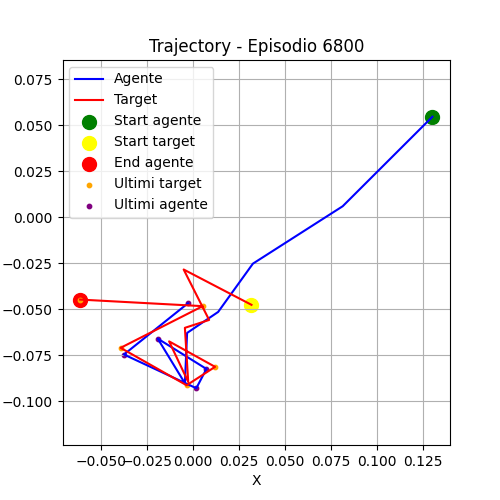 Trajectory - Episodio 6800
Agente
Target
Start agente
Start target
End agente
Ultimi target
Ultimi agente
0.075
0.050
0.025
0.000
−0.025
−0.050
−0.075
−0.100
−0.050 −0.025 0.000 0.025 0.050 0.075 0.100 0.125
X